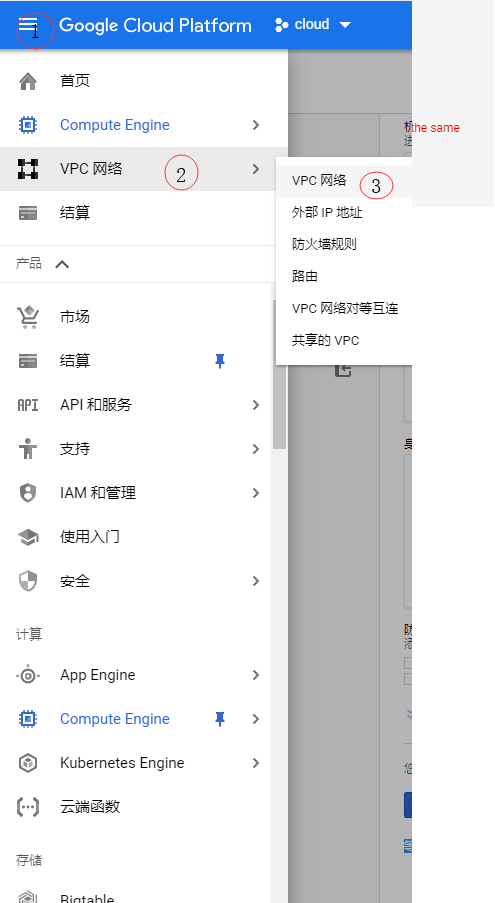 1 Google Cloud Platform cloud
首页
Compute Engine
VPC 网络 2
结算
产品
市场
结算
API API 和服务
支持
IAM 和管理
使用入门
安全
计算
App Engine
Compute Engine
Kubernetes Engine
云端函数
存储
Bigtable
VPC 网络 3
外部 IP 地址
防火墙规则
路由
VPC 网络对等互连
共享的 VPC
the same